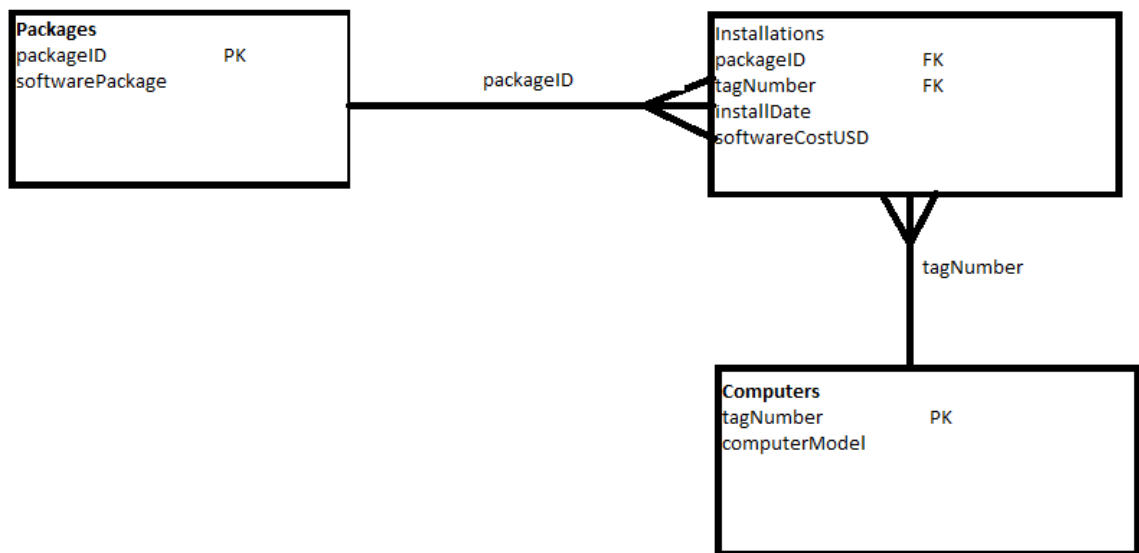 Packages
packageID PK
softwarePackage
packageID
Installations
packageID FK
tagNumber FK
installDate
softwareCostUSD
tagNumber
Computers
tagNumber PK
computerModel